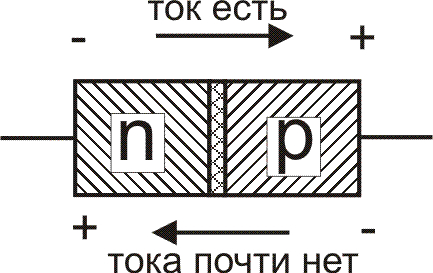 ток есть
- +
n p
+ -
тока почти нет